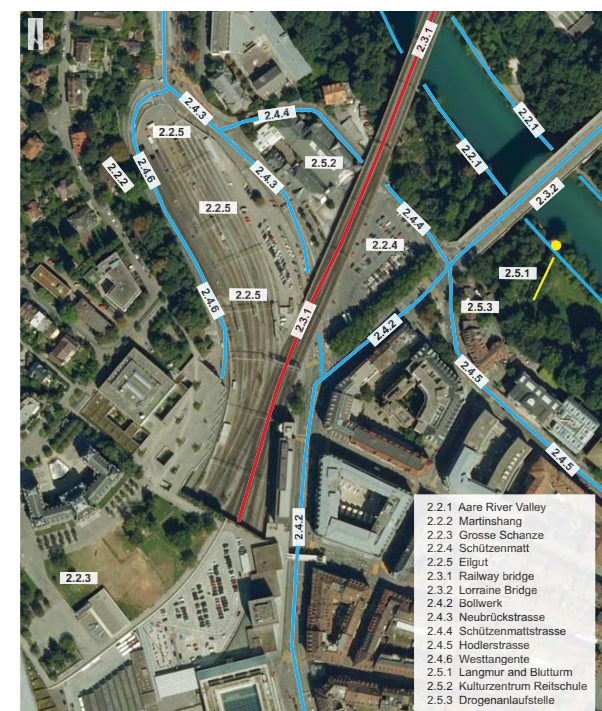 2.3.1
2.4.3
2.4.4
2.2.1
2.2.5
2.5.2
2.2.1
2.2.2
2.4.6
2.4.3
2.3.2
2.2.5
2.4.4
2.2.4
2.5.1
2.2.5
2.4.6
2.5.3
2.3.1
2.4.2
2.4.5
2.4.5
2.4.2
2.2.3
2.2.1 Aare River Valley
2.2.2 Martinshang
2.2.3 Grosse Schanze
2.2.4 Schützenmatt
2.2.5 Eilgut
2.3.1 Railway bridge
2.3.2 Lorraine Bridge
2.4.2 Bollwerk
2.4.3 Neubrückstrasse
2.4.4 Schützenmattstrasse
2.4.5 Hodlerstrasse
2.4.6 Westtangente
2.5.1 Langmur and Blutturm
2.5.2 Kulturzentrum Reitschule
2.5.3 Drogenanlaufstelle